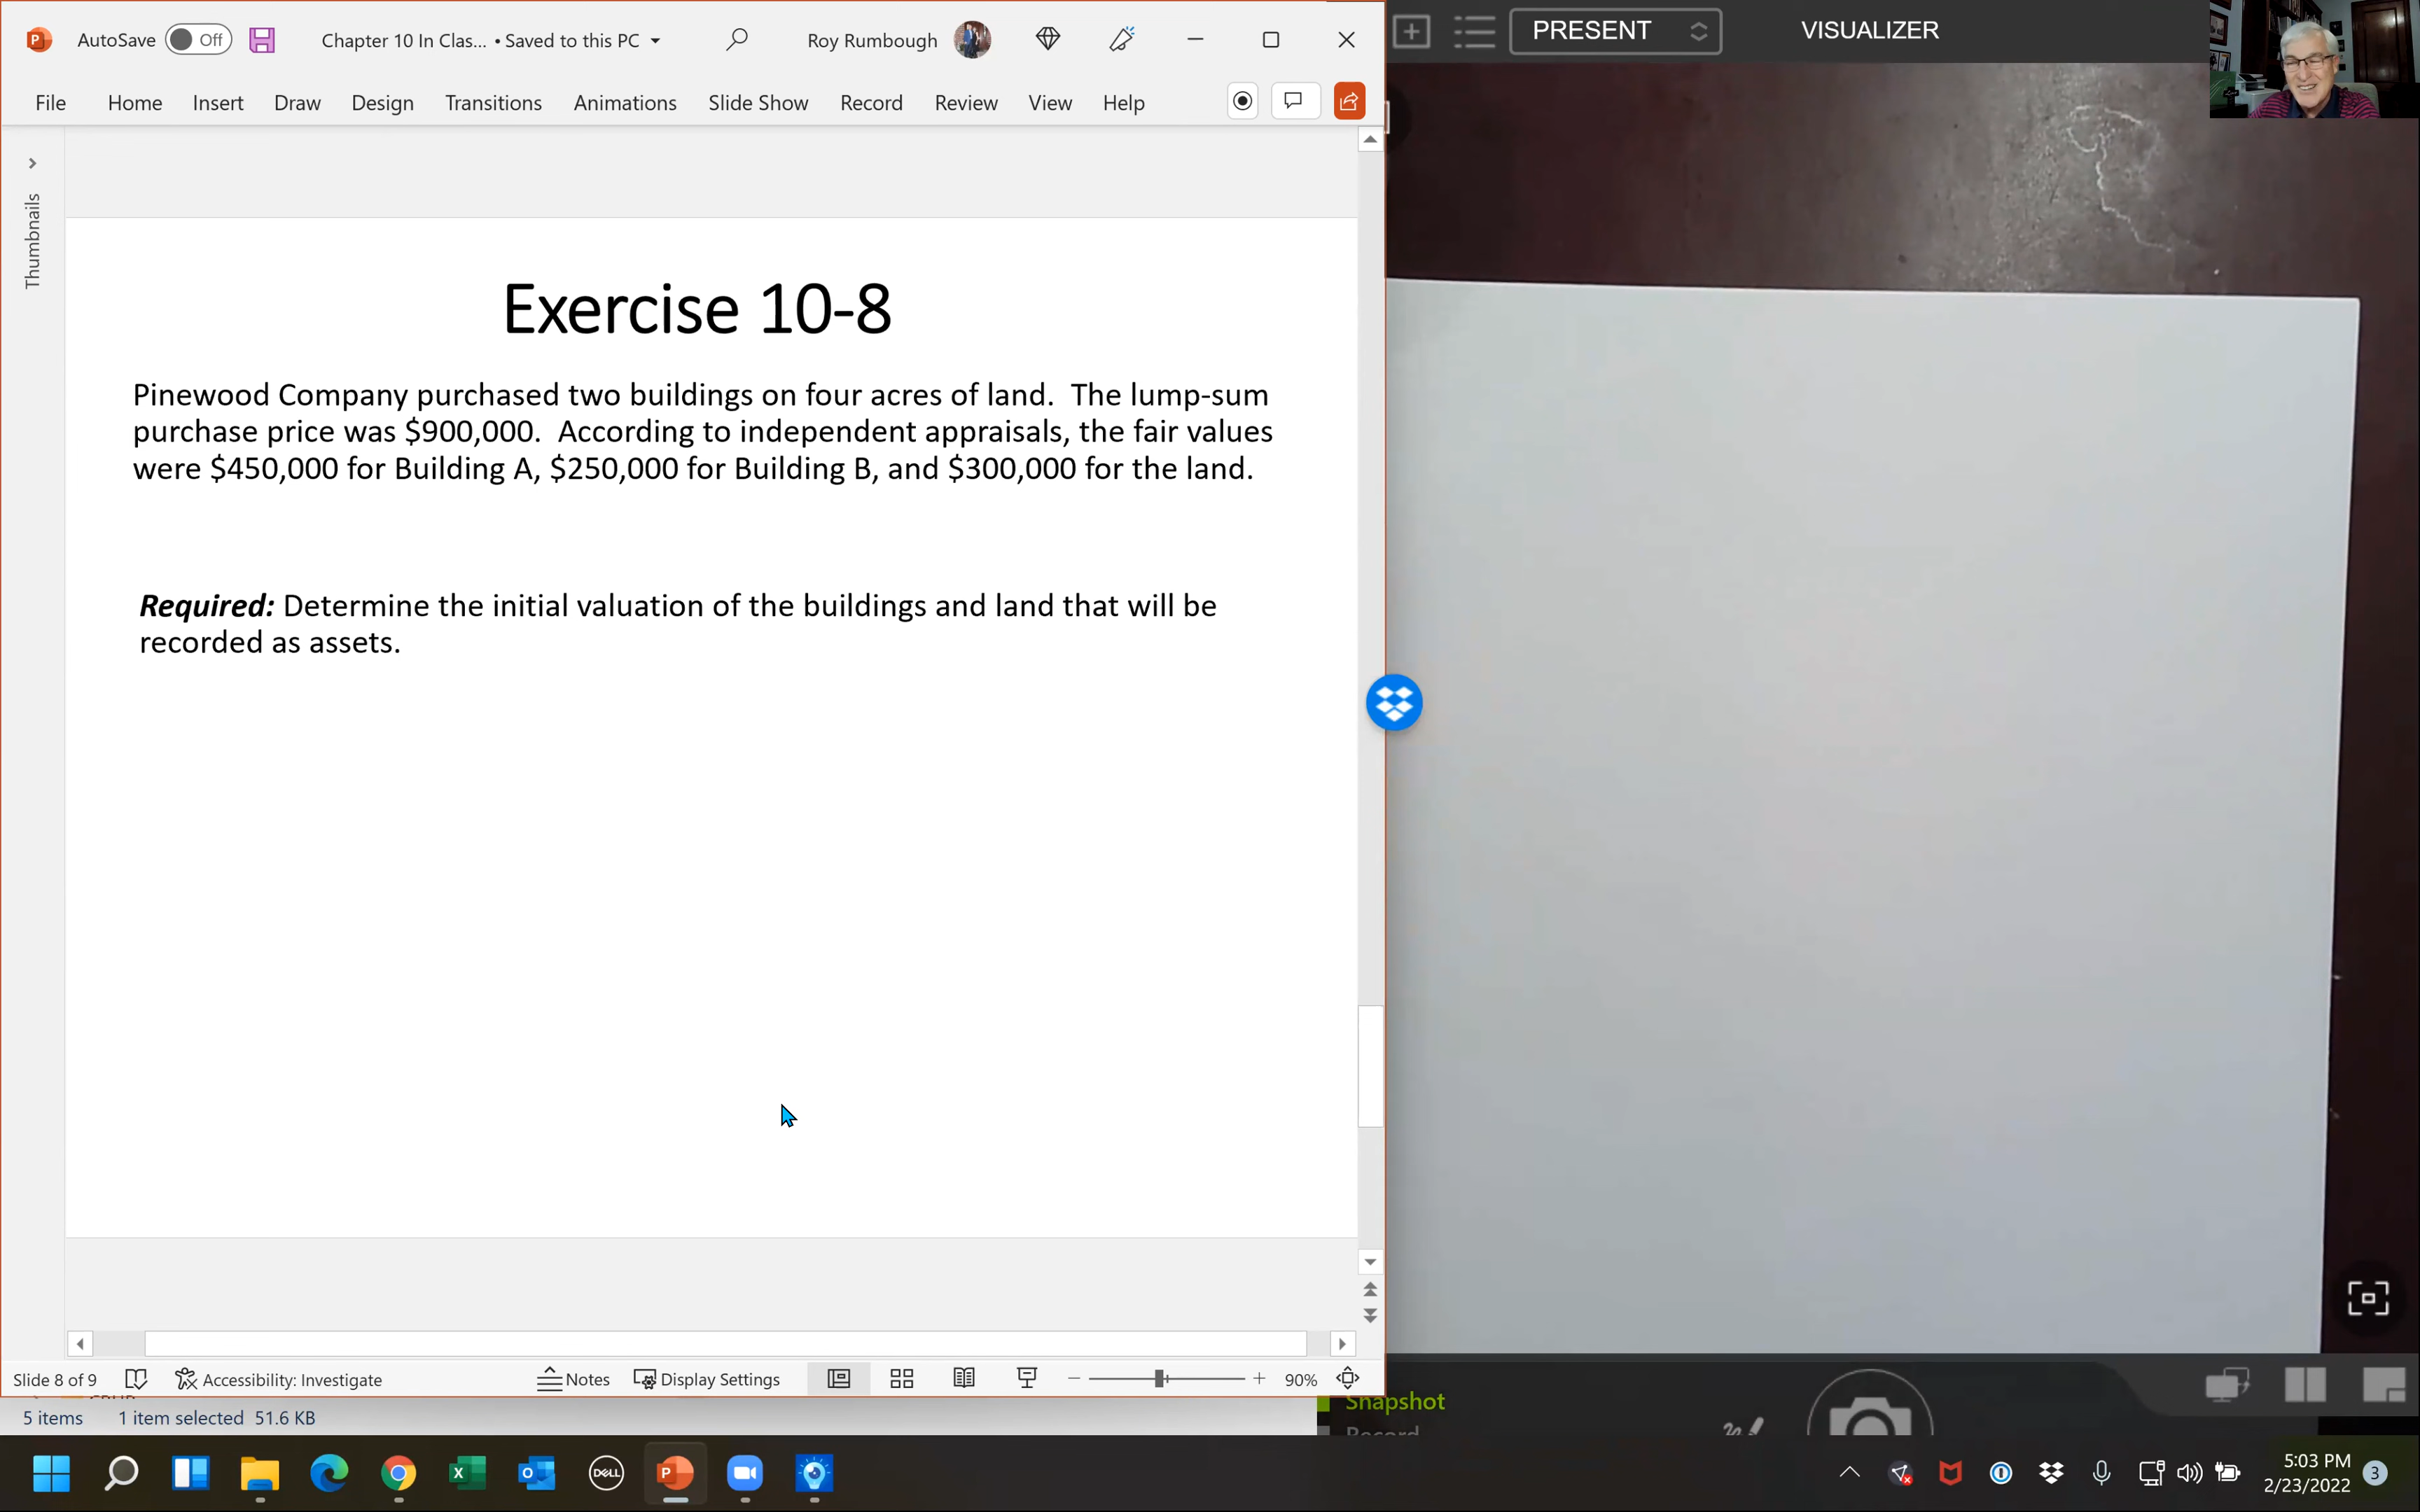 AutoSave Off Chapter 10 In Clas... • Saved to this PC Roy Rumbough
File Home Insert Draw Design Transitions Animations Slide Show Record Review View Help
Thumbnails
Exercise 10-8
Pinewood Company purchased two buildings on four acres of land. The lump-sum
purchase price was $900,000. According to independent appraisals, the fair values
were $450,000 for Building A, $250,000 for Building B, and $300,000 for the land.
Required: Determine the initial valuation of the buildings and land that will be
recorded as assets.
Slide 8 of 9 Accessibility: Investigate Notes Display Settings 90%
5 items 1 item selected 51.6 KB
PRESENT VISUALIZER
Snapshot
Record
DELL
5:03 PM
2/23/2022
3